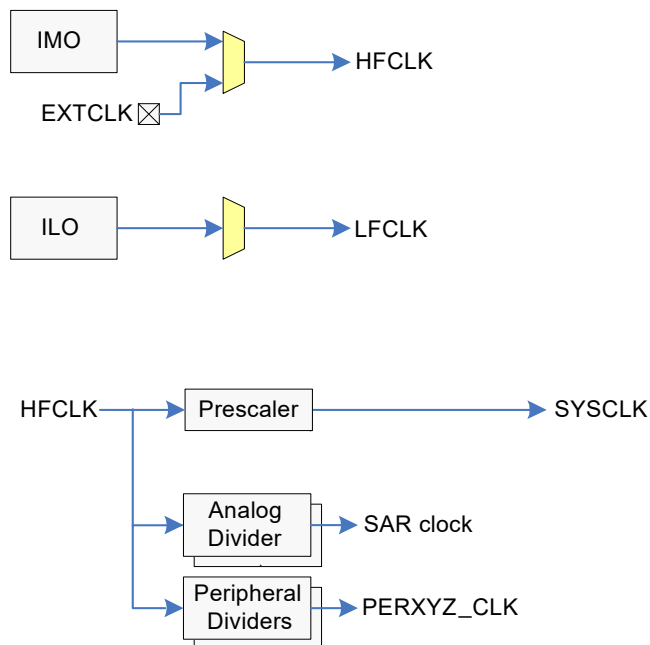 IMO
HFCLK
EXTCLK
ILO
LFCLK
HFCLK
Prescaler
SYSCLK
Analog
Divider
SAR clock
Peripheral
Dividers
PERXYZ_CLK